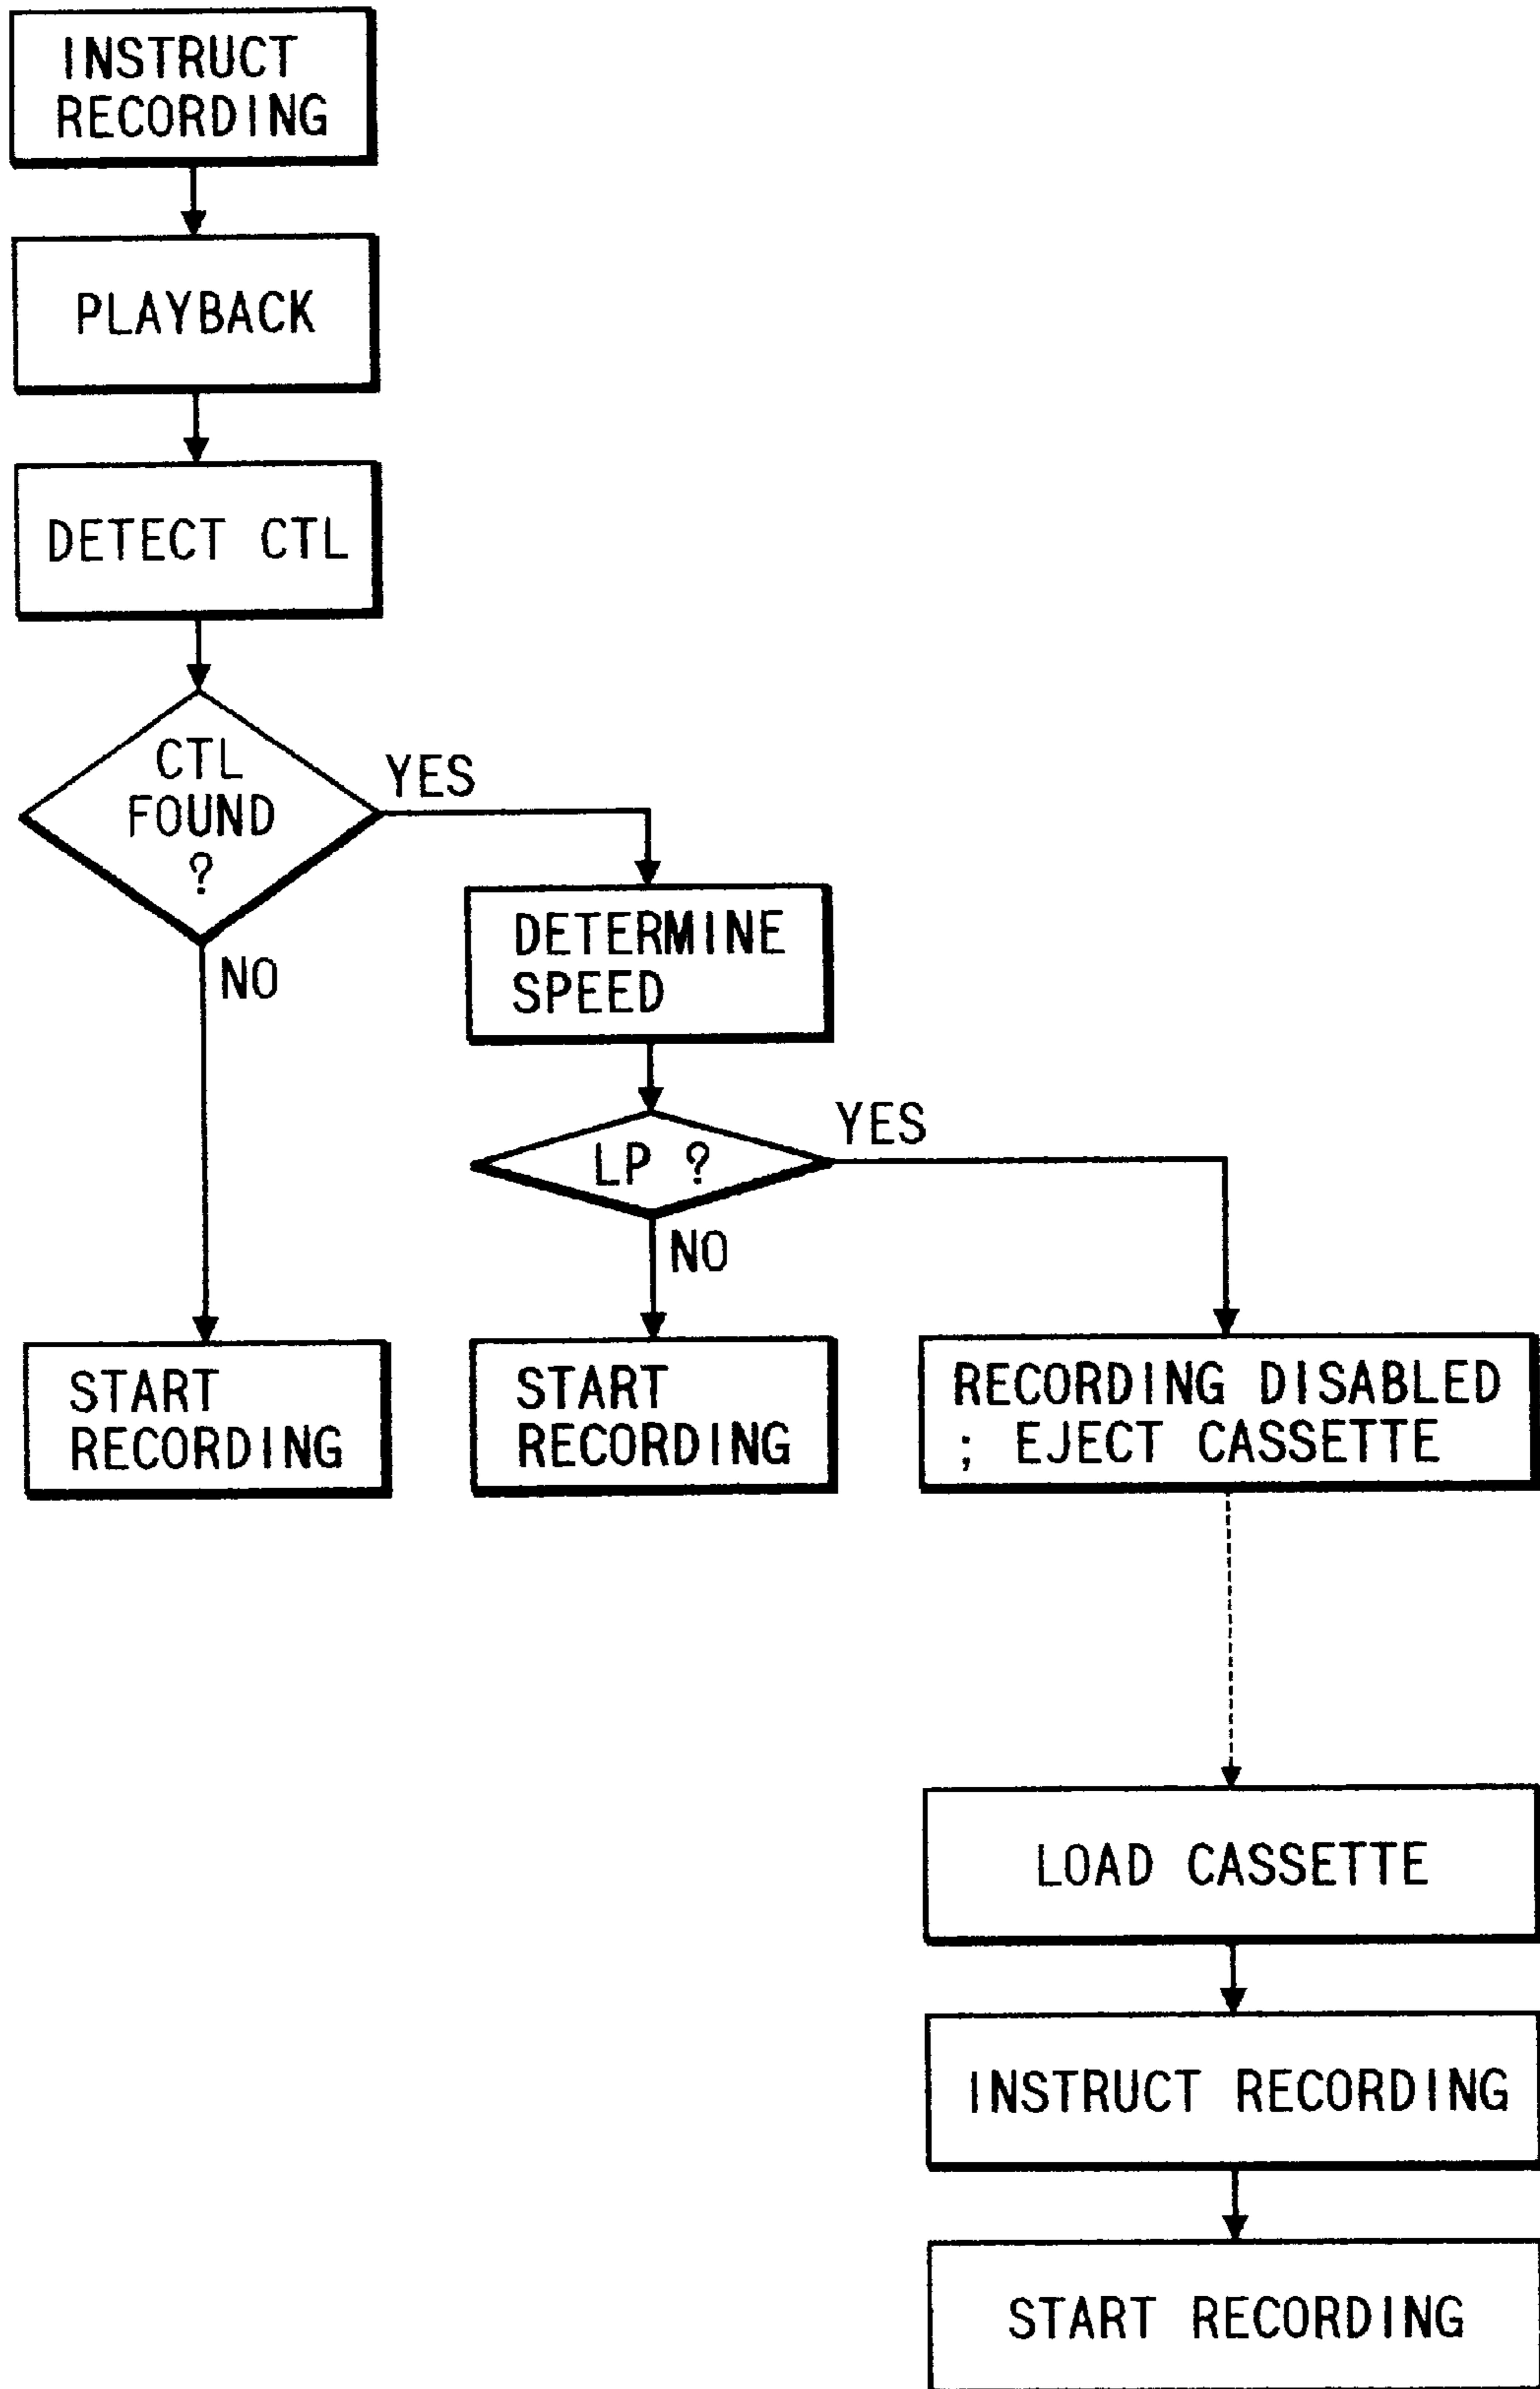 INSTRUCT
RECORDING
PLAYBACK
DETECT CTL
CTL
FOUND
?
YES
NO
DETERMINE
SPEED
LP ?
YES
NO
START
RECORDING
START
RECORDING
RECORDING DISABLED
; EJECT CASSETTE
LOAD CASSETTE
INSTRUCT RECORDING
START RECORDING